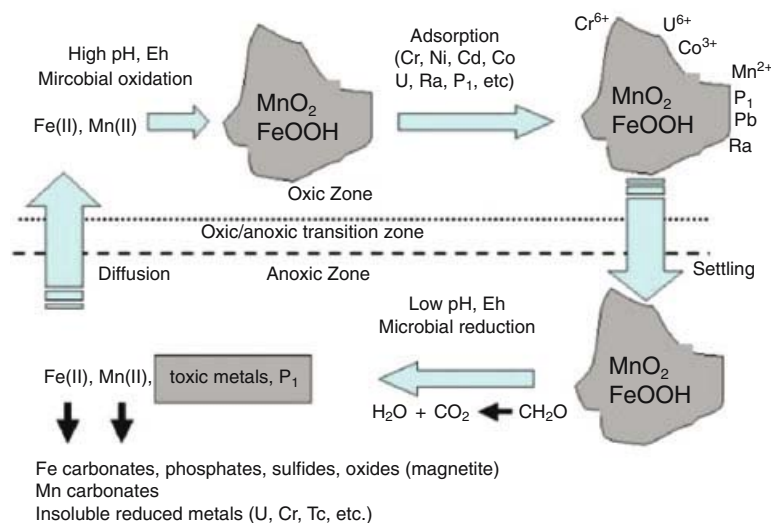 High pH, Eh
Mircobial oxidation
Fe(II), Mn(II)
MnO₂
FeOOH
Adsorption
(Cr, Ni, Cd, Co
U, Ra, P₁, etc)
Cr⁶⁺
U⁶⁺
Co³⁺
Mn²⁺
P₁
Pb
Ra
MnO₂
FeOOH
Oxic Zone
Oxic/anoxic transition zone
Diffusion
Anoxic Zone
Settling
Low pH, Eh
Microbial reduction
MnO₂
FeOOH
H₂O + CO₂
CH₂O
Fe(II), Mn(II),
toxic metals, P₁
Fe carbonates, phosphates, sulfides, oxides (magnetite)
Mn carbonates
Insoluble reduced metals (U, Cr, Tc, etc.)